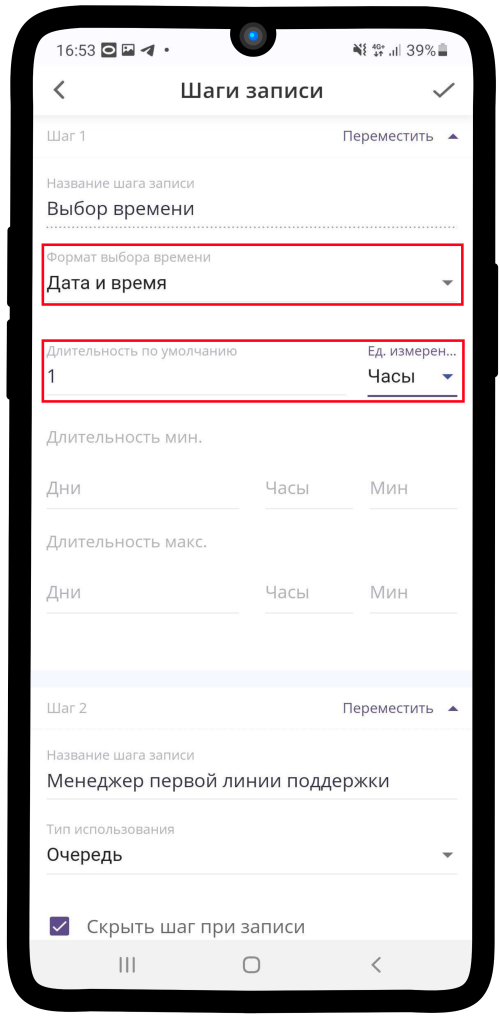 16:53 39%
Шаги записи
Шаг 1 Переместить
Название шага записи
Выбор времени
Формат выбора времени
Дата и время
Длительность по умолчанию Ед. измерен...
1 Часы
Длительность мин.
Дни Часы Мин
Длительность макс.
Дни Часы Мин
Шаг 2 Переместить
Название шага записи
Менеджер первой линии поддержки
Тип использования
Очередь
Скрыть шаг при записи